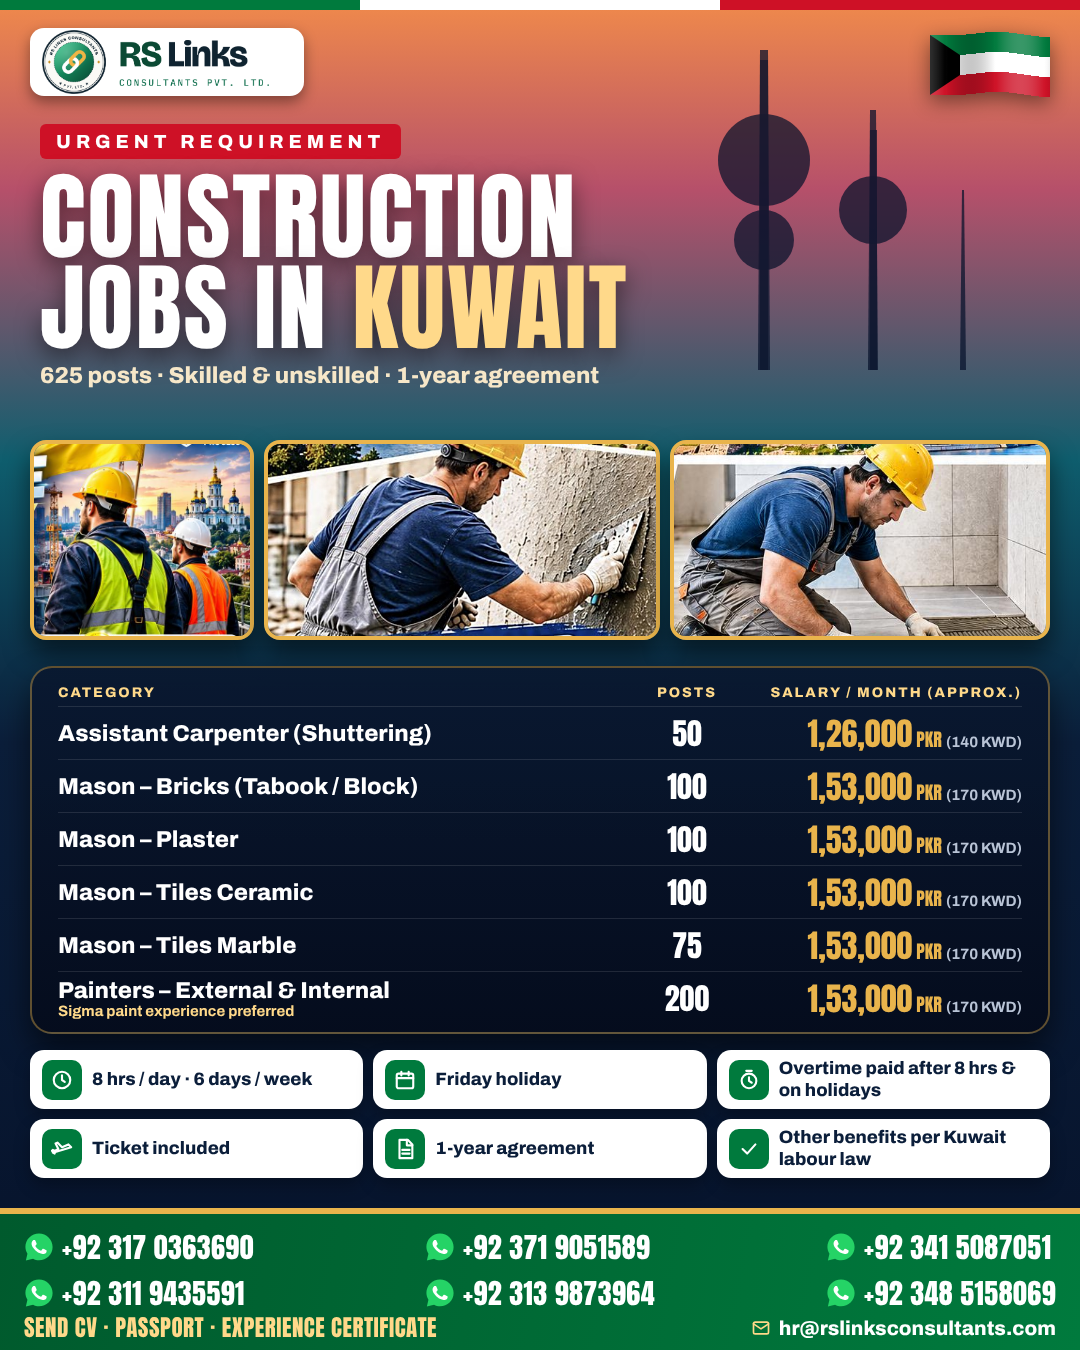 RS LINKS CONSULTANTS
PVT. LTD.
RS Links
CONSULTANTS PVT. LTD.
URGENT REQUIREMENT
CONSTRUCTION
JOBS IN KUWAIT
625 posts · Skilled & unskilled · 1-year agreement
CATEGORY POSTS SALARY / MONTH (APPROX.)
Assistant Carpenter (Shuttering) 50 1,26,000 PKR (140 KWD)
Mason – Bricks (Tabook / Block) 100 1,53,000 PKR (170 KWD)
Mason – Plaster 100 1,53,000 PKR (170 KWD)
Mason – Tiles Ceramic 100 1,53,000 PKR (170 KWD)
Mason – Tiles Marble 75 1,53,000 PKR (170 KWD)
Painters – External & Internal 200 1,53,000 PKR (170 KWD)
Sigma paint experience preferred
8 hrs / day · 6 days / week
Friday holiday
Overtime paid after 8 hrs &
on holidays
Ticket included
1-year agreement
Other benefits per Kuwait
labour law
+92 317 0363690 +92 371 9051589 +92 341 5087051
+92 311 9435591 +92 313 9873964 +92 348 5158069
SEND CV · PASSPORT · EXPERIENCE CERTIFICATE hr@rslinksconsultants.com